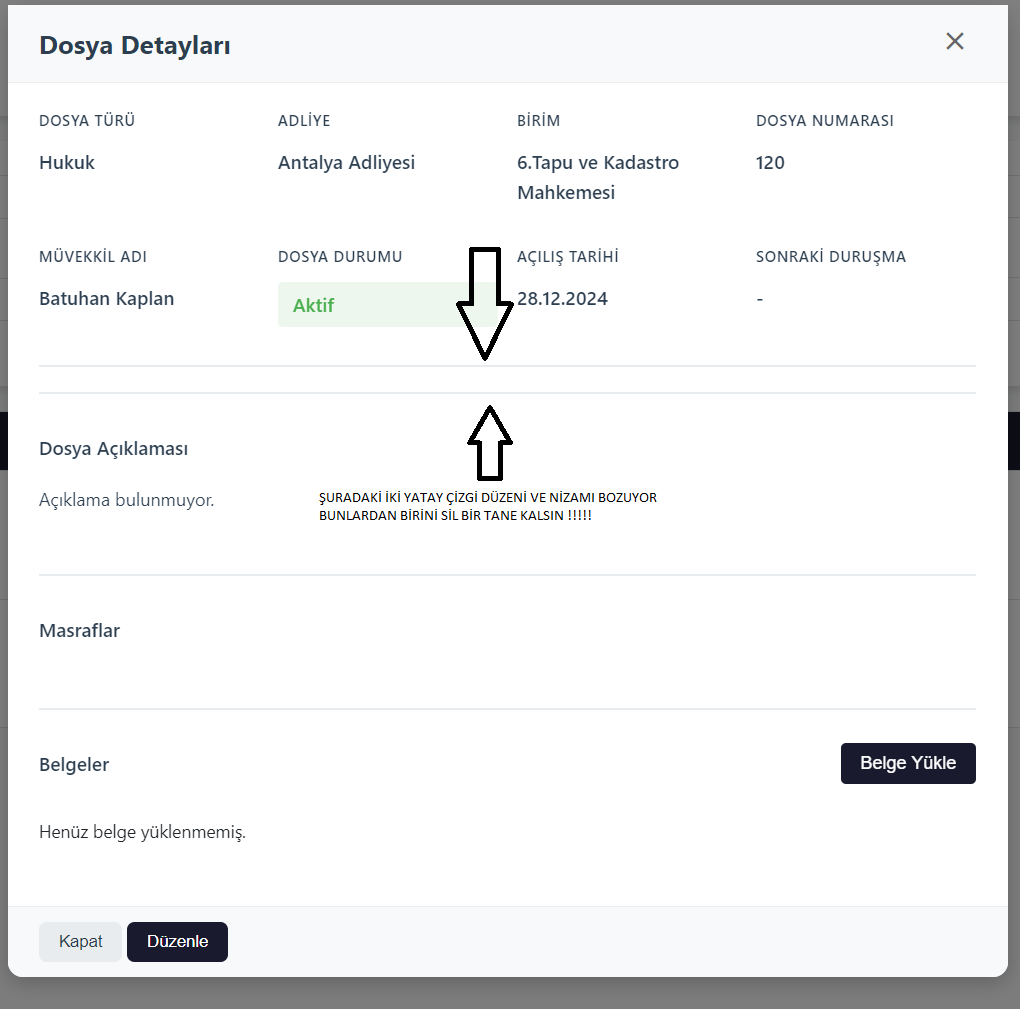 Dosya Detayları
DOSYA TÜRÜ
ADLİYE
BİRİM
DOSYA NUMARASI
Hukuk
Antalya Adliyesi
6.Tapu ve Kadastro
Mahkemesi
120
MÜVEKKİL ADI
DOSYA DURUMU
AÇILIŞ TARİHİ
SONRAKİ DURUŞMA
Batuhan Kaplan
Aktif
28.12.2024
-
Dosya Açıklaması
Açıklama bulunmuyor.
ŞURADAKİ İKİ YATAY ÇİZGİ DÜZENİ VE NİZAMI BOZUYOR
BUNLARDAN BİRİNİ SİL BİR TANE KALSIN !!!!!
Masraflar
Belgeler
Belge Yükle
Henüz belge yüklenmemiş.
Kapat
Düzenle